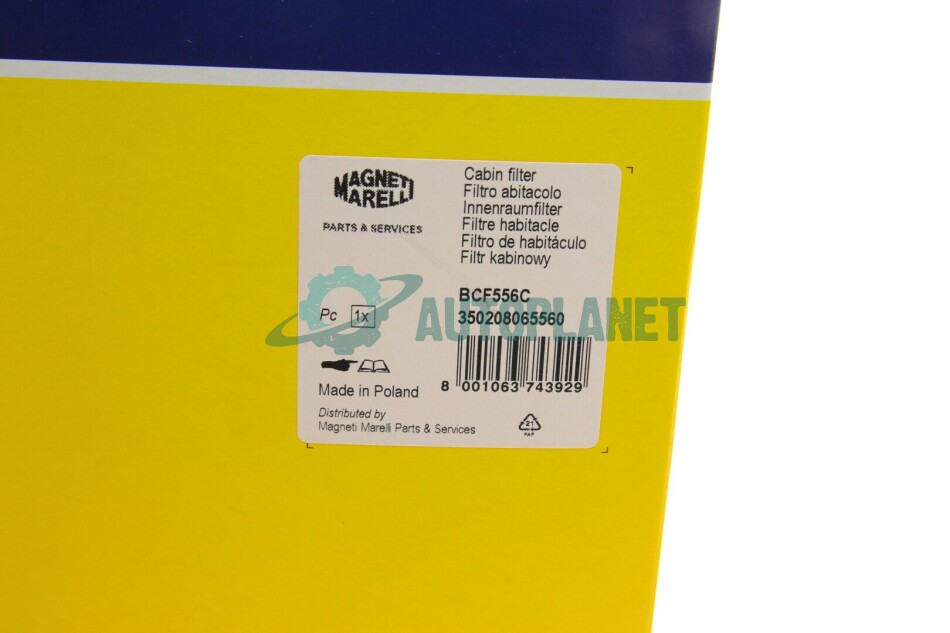 MAGNETI
MARELLI
PARTS & SERVICES
Cabin filter
Filtro abitacolo
Innenraumfilter
Filtre habitacle
Filtro de habitáculo
Filtr kabinowy
BCF556C
350208065560
Pc 1x
8 001063 743929
Made in Poland
Distributed by
Magneti Marelli Parts & Services
21
PAP
AUTOPLANET